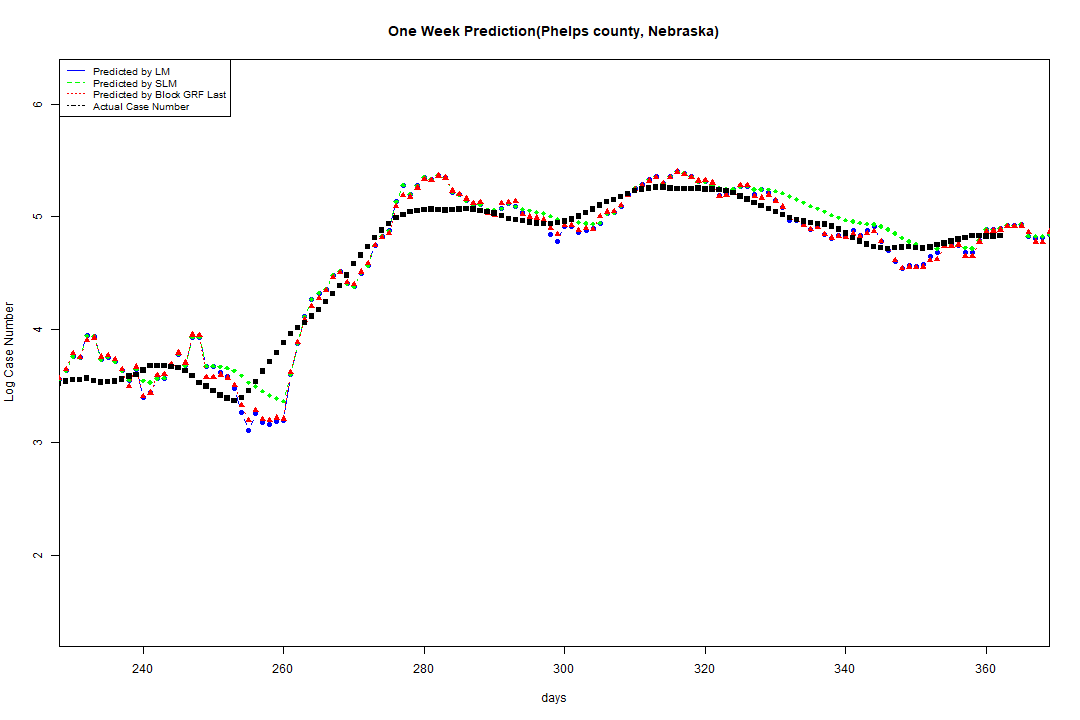 One Week Prediction(Phelps county, Nebraska)
Predicted by LM
Predicted by SLM
Predicted by Block GRF Last
Actual Case Number
6
5
4
3
2
Log Case Number
240 260 280 300 320 340 360
days